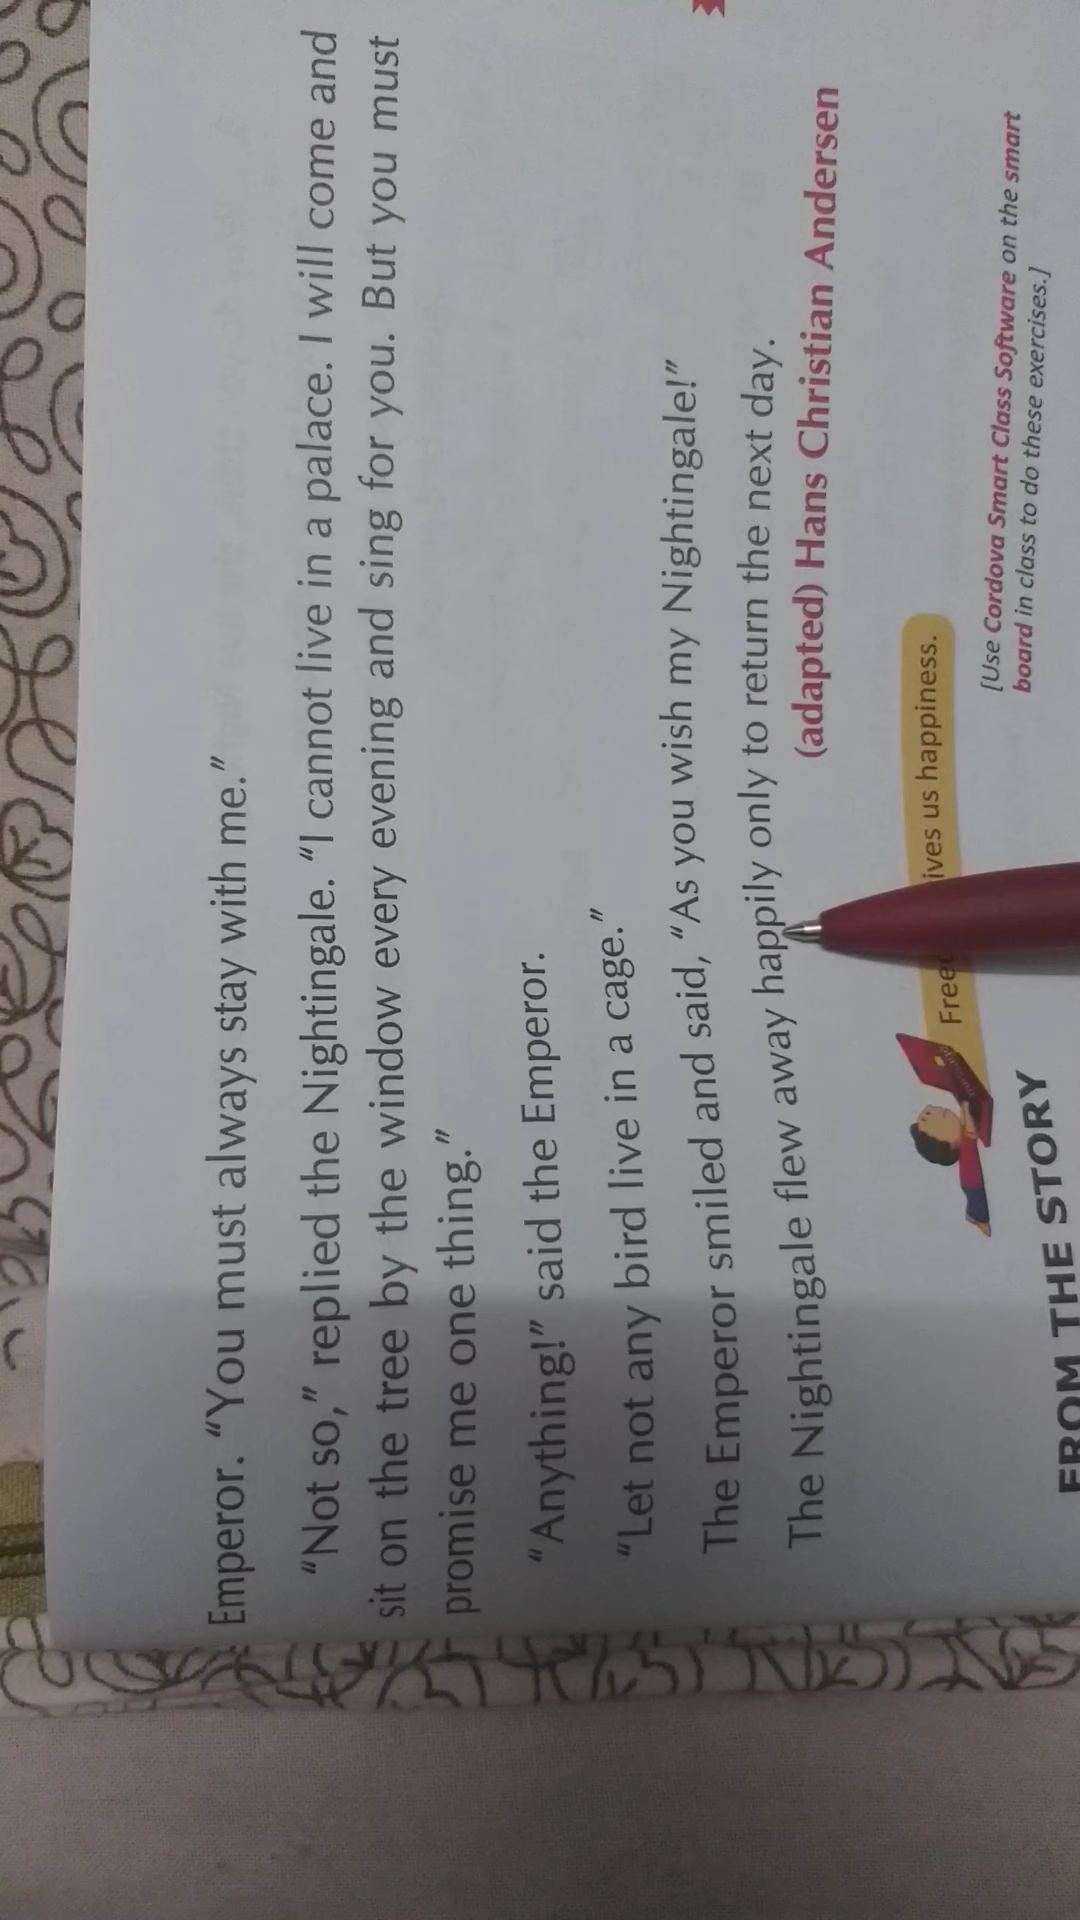 Emperor. “You must always stay with me.”
“Not so,” replied the Nightingale. “I cannot live in a palace. I will come and
sit on the tree by the window every evening and sing for you. But you must
promise me one thing.”
“Anything!” said the Emperor.
“Let not any bird live in a cage.”
The Emperor smiled and said, “As you wish my Nightingale!”
The Nightingale flew away happily only to return the next day.
(adapted) Hans Christian Andersen
us happiness.
[Use Cordova Smart Class Software on the smart
board in class to do these exercises.]
FROM THE STORY